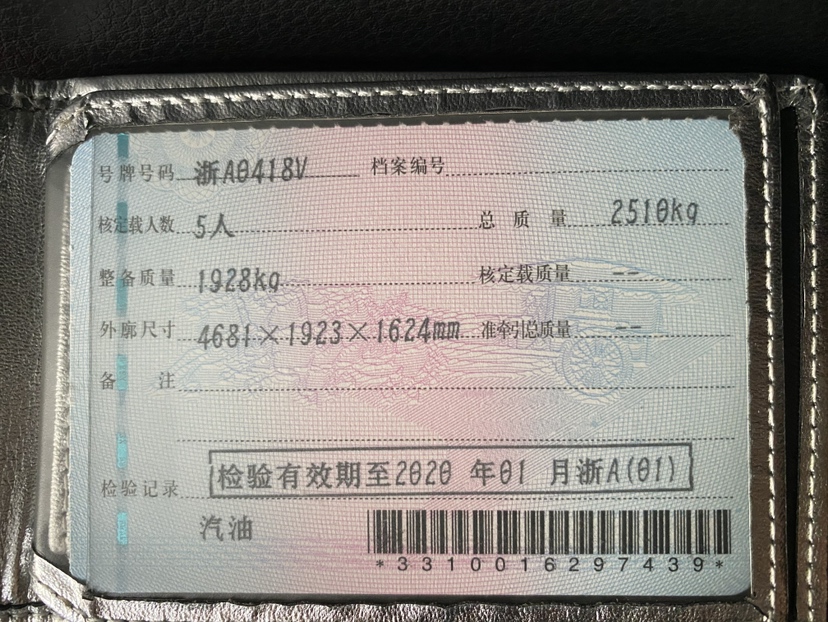 号牌号码 浙A0418V 档案编号
核定载人数 5人 总质量 2510kg
整备质量 1928kg 核定载质量 --
外廓尺寸 4681×1923×1624mm 准牵引总质量 --
备注
检验记录 检验有效期至2020年01月浙A(01)
汽油
*3310016297439*